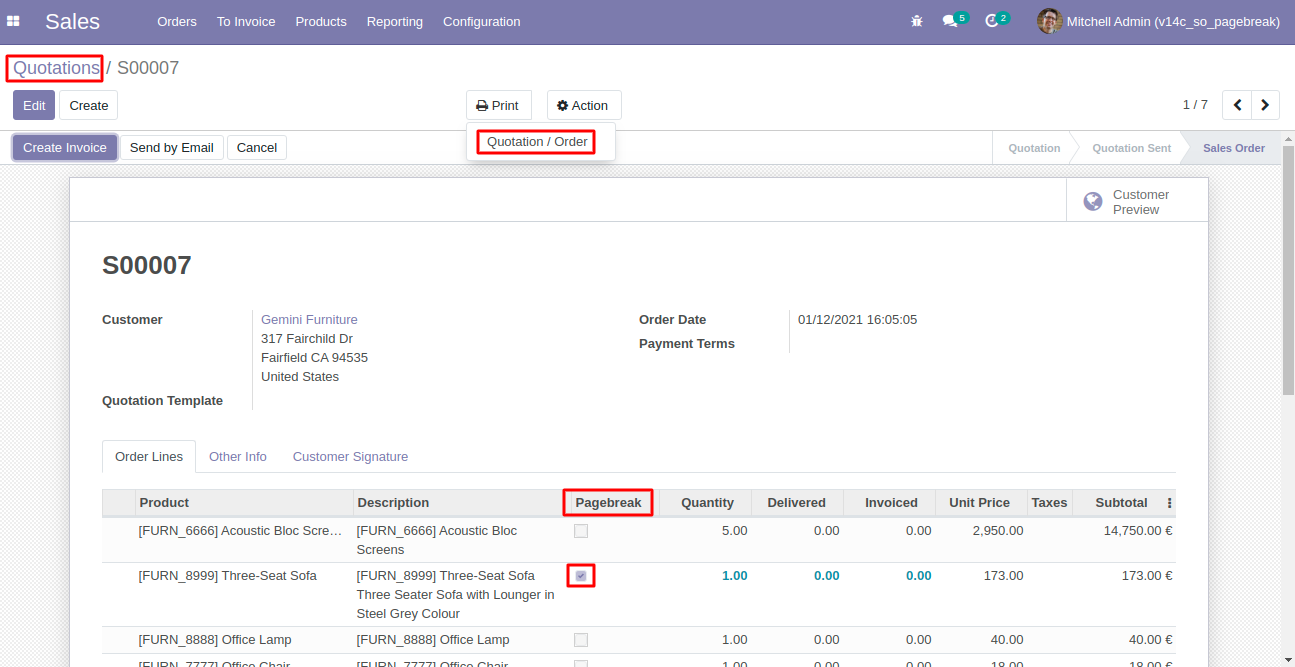 Sales Orders To Invoice Products Reporting Configuration 5 2 Mitchell Admin (v14c_so_pagebreak)
Quotations / S00007
Edit Create Print Action 1 / 7
Quotation / Order
Create Invoice Send by Email Cancel Quotation Quotation Sent Sales Order
Customer
Preview
S00007
Customer Gemini Furniture Order Date 01/12/2021 16:05:05
317 Fairchild Dr
Payment Terms
Fairfield CA 94535
United States
Quotation Template
Order Lines Other Info Customer Signature
Product Description Pagebreak Quantity Delivered Invoiced Unit Price Taxes Subtotal
[FURN_6666] Acoustic Bloc Scre… [FURN_6666] Acoustic Bloc 5.00 0.00 0.00 2,950.00 14,750.00 €
Screens
[FURN_8999] Three-Seat Sofa [FURN_8999] Three-Seat Sofa 1.00 0.00 0.00 173.00 173.00 €
Three Seater Sofa with Lounger in
Steel Grey Colour
[FURN_8888] Office Lamp [FURN_8888] Office Lamp 1.00 0.00 0.00 40.00 40.00 €
[FURN_7777] Office Chair [FURN_7777] Office Chair 1.00 0.00 0.00 18.00 18.00 €